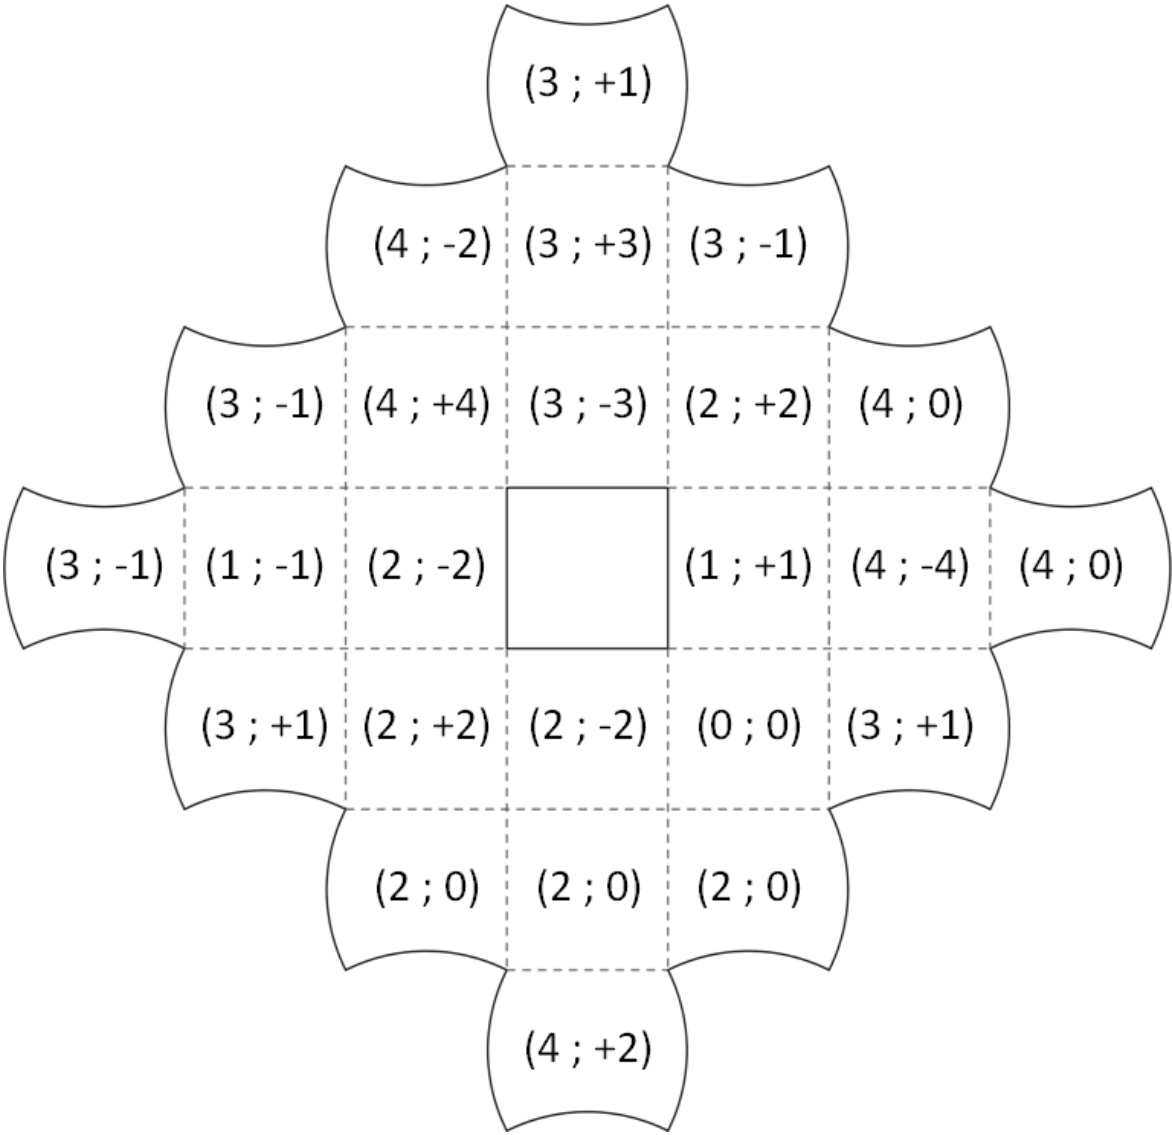 (3 ; +1)
(4 ; -2) (3 ; +3) (3 ; -1)
(3 ; -1) (4 ; +4) (3 ; -3) (2 ; +2) (4 ; 0)
(3 ; -1) (1 ; -1) (2 ; -2) (1 ; +1) (4 ; -4) (4 ; 0)
(3 ; +1) (2 ; +2) (2 ; -2) (0 ; 0) (3 ; +1)
(2 ; 0) (2 ; 0) (2 ; 0)
(4 ; +2)